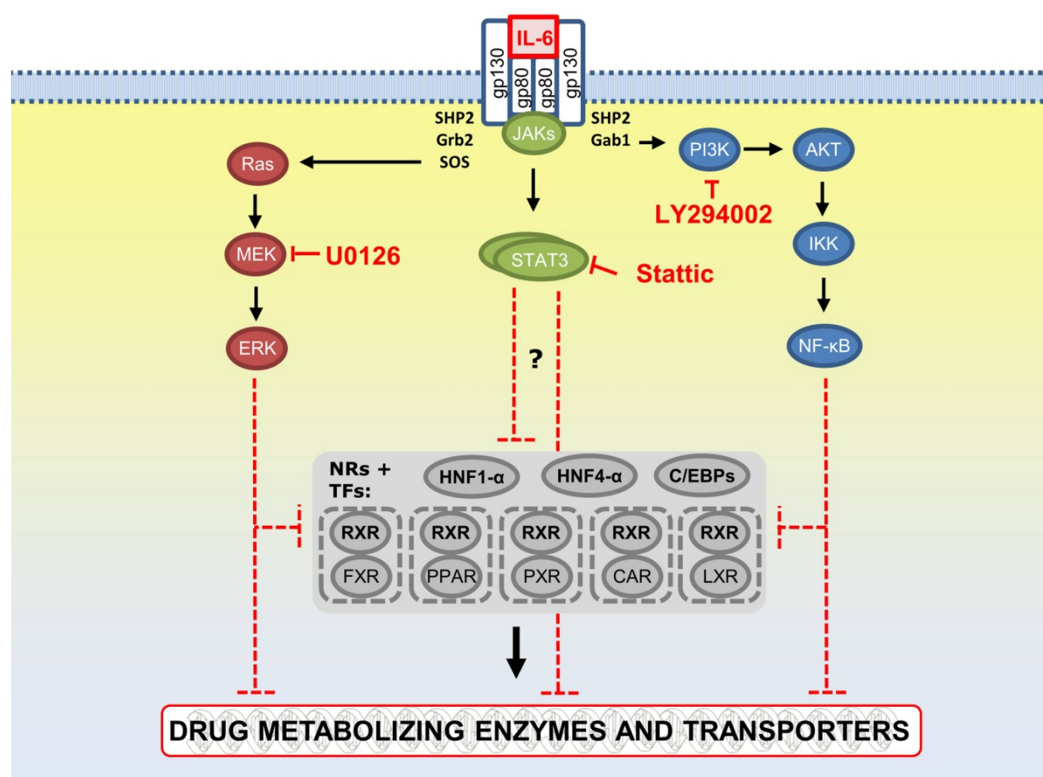 IL-6
gp130
gp80
gp80
gp130
SHP2
Grb2
SOS
JAKs
SHP2
Gab1
Ras
PI3K
AKT
LY294002
MEK
U0126
STAT3
Stattic
IKK
ERK
?
NF-κB
NRs +
TFs:
HNF1-α
HNF4-α
C/EBPs
RXR
RXR
RXR
RXR
RXR
FXR
PPAR
PXR
CAR
LXR
DRUG METABOLIZING ENZYMES AND TRANSPORTERS